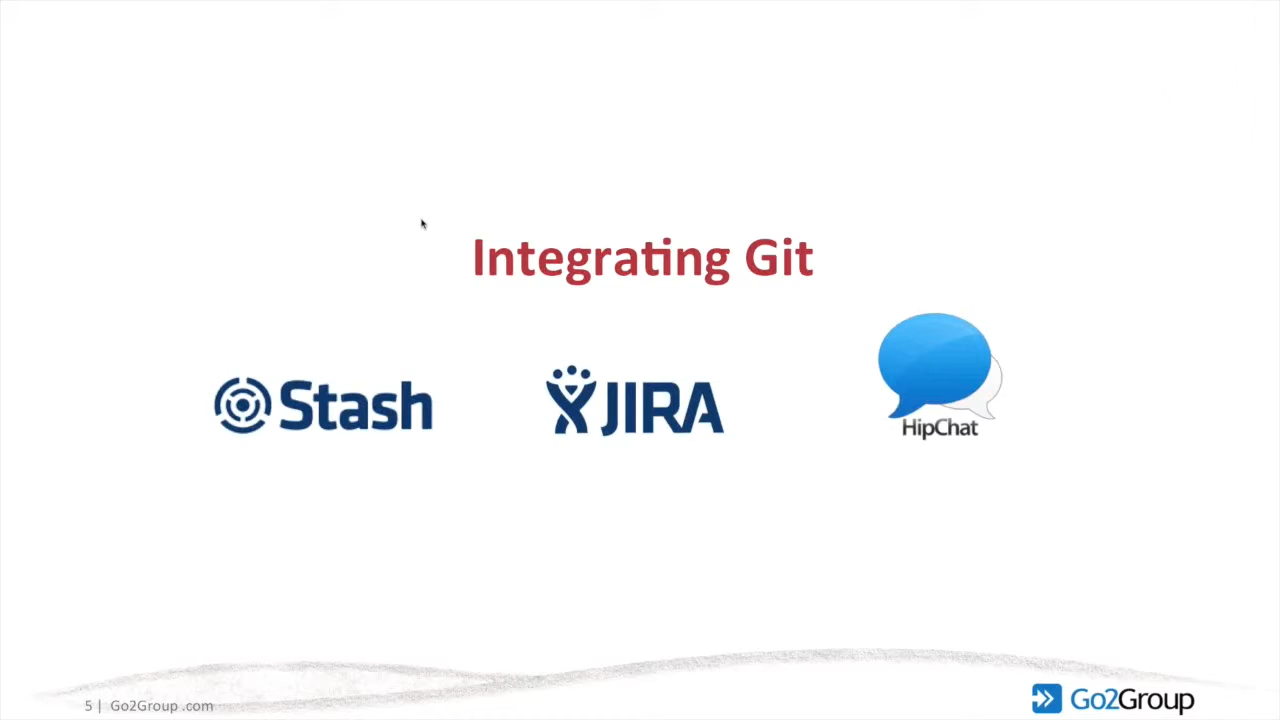 Integrating Git
Stash
JIRA
HipChat
5 | Go2Group .com
Go2Group